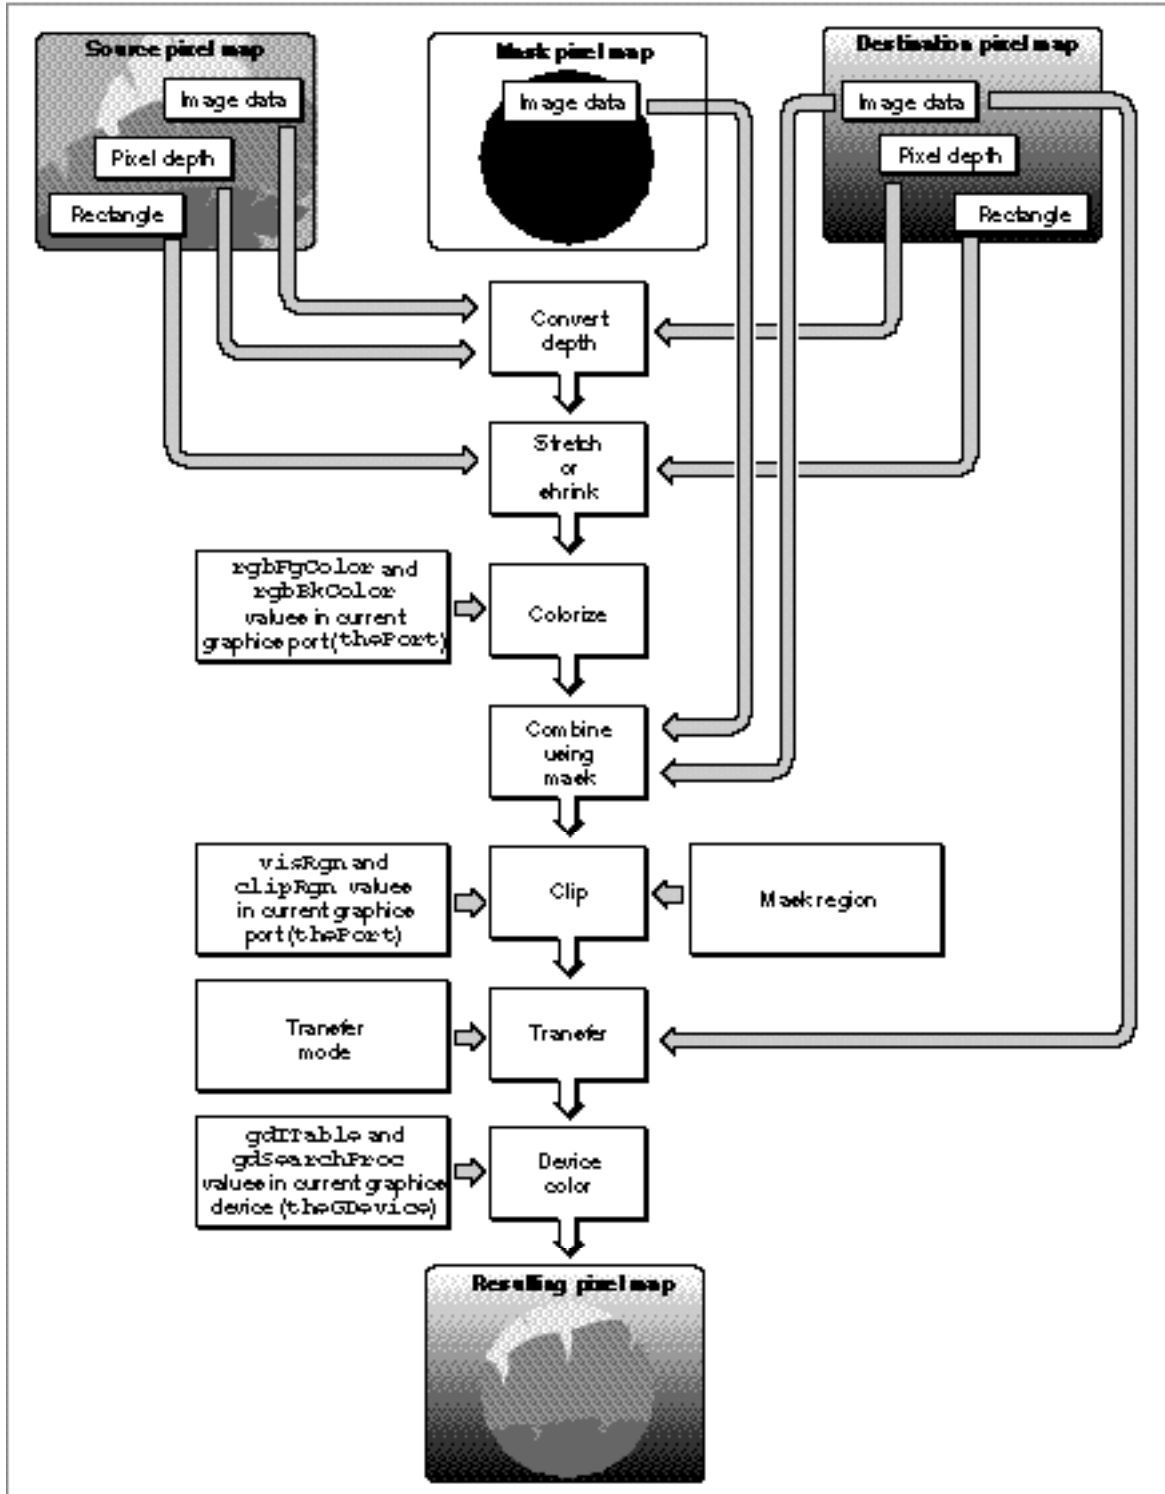 Source pixel map
Image data
Pixel depth
Rectangle
Mask pixel map
Image data
Destination pixel map
Image data
Pixel depth
Rectangle
Convert
depth
Stretch
or
shrink
rgbFgColor and
rgbBkColor
values in current
graphics port (thePort)
Colorize
Combine
using
mask
visRgn and
clipRgn values
in current graphics
port (thePort)
Clip
Mask region
Transfer
mode
Transfer
gdITable and
gdSearchProc
values in current graphics
device (theGDevice)
Device
color
Resulting pixel map